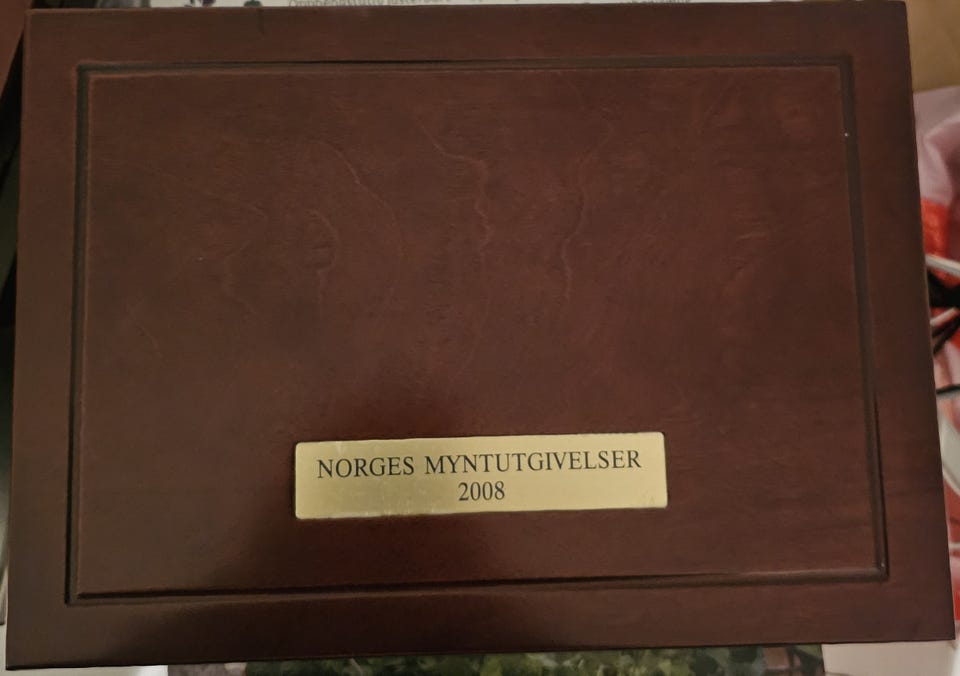 NORGES MYNTUTGIVELSER
2008